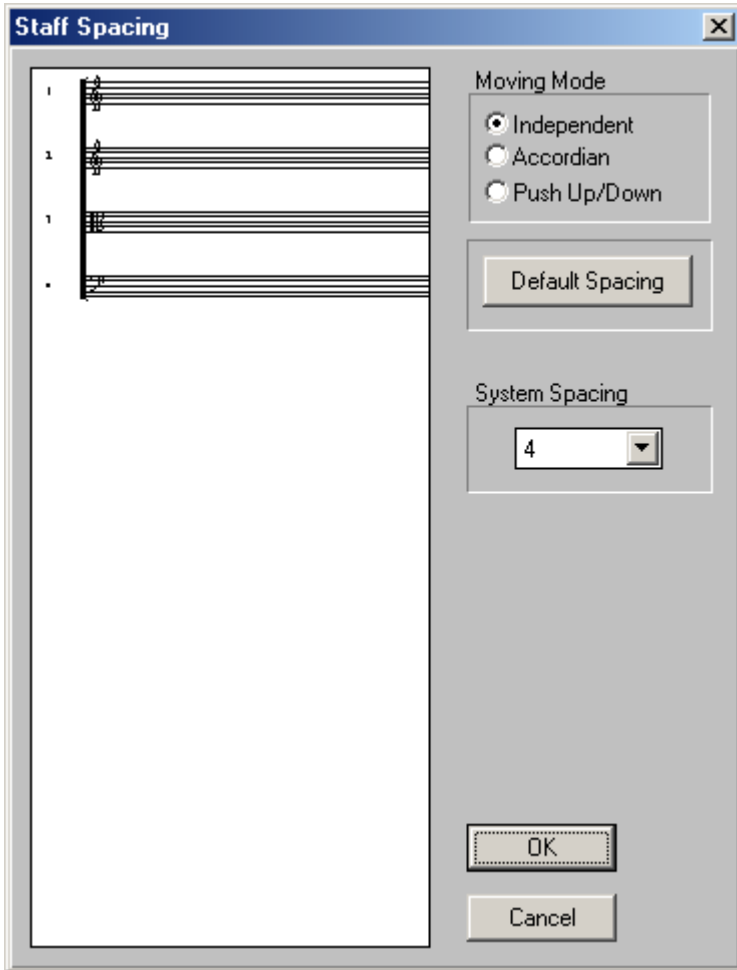 Staff Spacing
Moving Mode
Independent
Accordian
Push Up/Down
Default Spacing
System Spacing
4
OK
Cancel